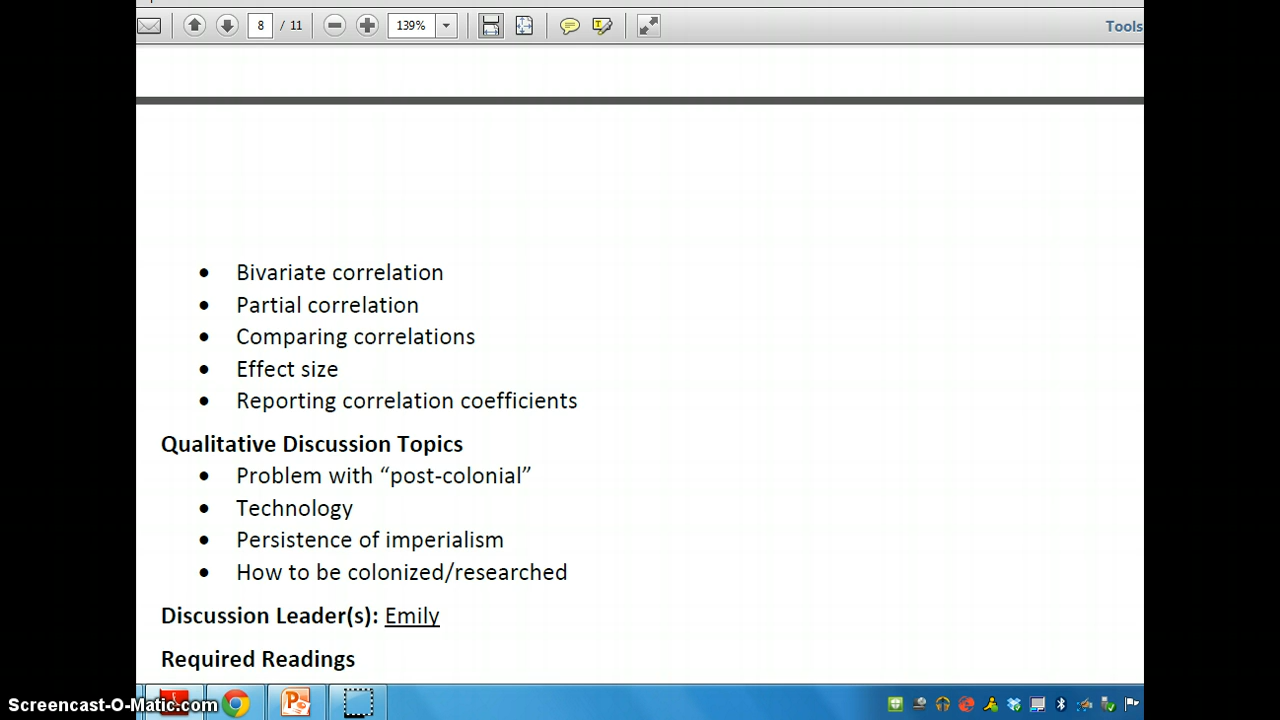 8 / 11 139% Tools
• Bivariate correlation
• Partial correlation
• Comparing correlations
• Effect size
• Reporting correlation coefficients
Qualitative Discussion Topics
• Problem with “post-colonial”
• Technology
• Persistence of imperialism
• How to be colonized/researched
Discussion Leader(s): Emily
Required Readings
Screencast-O-Matic.com